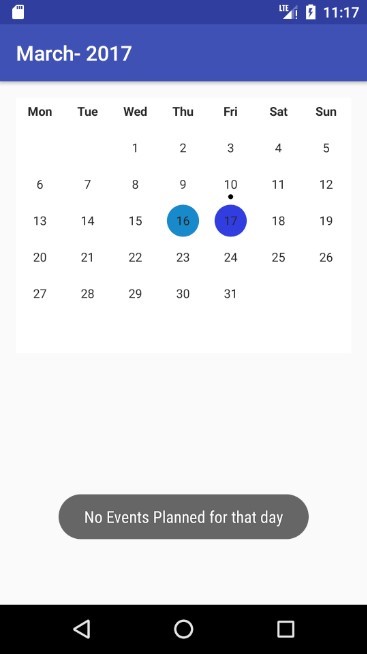 LTE 11:17
March- 2017
Mon Tue Wed Thu Fri Sat Sun
1 2 3 4 5
6 7 8 9 10 11 12
13 14 15 16 17 18 19
20 21 22 23 24 25 26
27 28 29 30 31
No Events Planned for that day